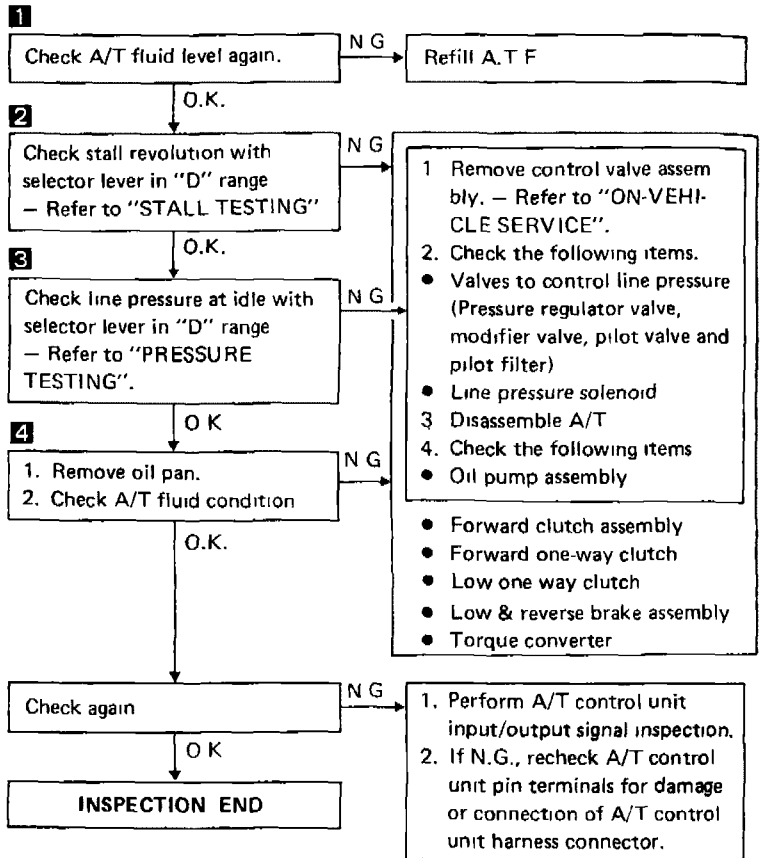 1
Check A/T fluid level again.
N G
Refill A.T F
O.K.
2
Check stall revolution with
selector lever in "D" range
— Refer to "STALL TESTING"
N G
1 Remove control valve assem
bly. — Refer to "ON-VEHI-
CLE SERVICE".
2. Check the following items.
● Valves to control line pressure
(Pressure regulator valve,
modifier valve, pilot valve and
pilot filter)
● Line pressure solenoid
3 Disassemble A/T
4. Check the following items
● Oil pump assembly
● Forward clutch assembly
● Forward one-way clutch
● Low one way clutch
● Low & reverse brake assembly
● Torque converter
O.K.
3
Check line pressure at idle with
selector lever in "D" range
— Refer to "PRESSURE
TESTING".
N G
O K
4
1. Remove oil pan.
2. Check A/T fluid condition
N G
O.K.
Check again
N G
1. Perform A/T control unit
input/output signal inspection.
2. If N.G., recheck A/T control
unit pin terminals for damage
or connection of A/T control
unit harness connector.
O K
INSPECTION END